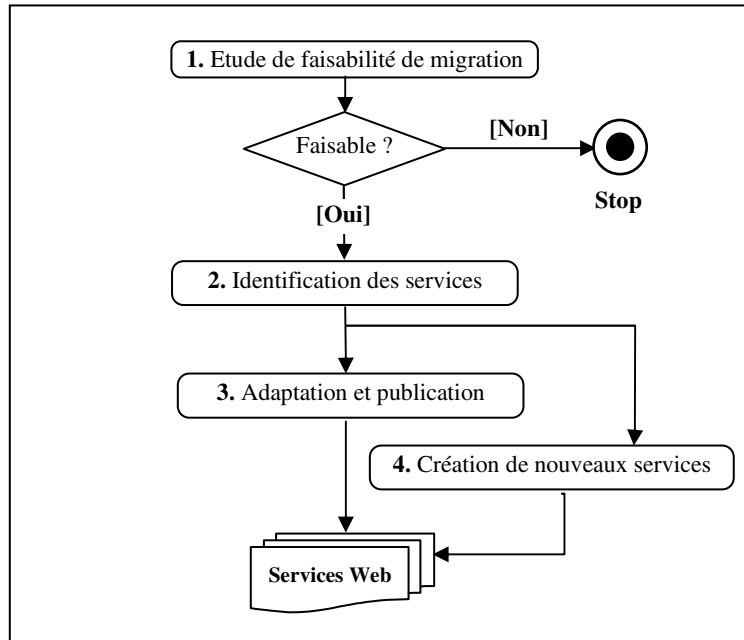 1. Etude de faisabilité de migration
Faisable ?
[Non]
Stop
[Oui]
2. Identification des services
3. Adaptation et publication
4. Création de nouveaux services
Services Web